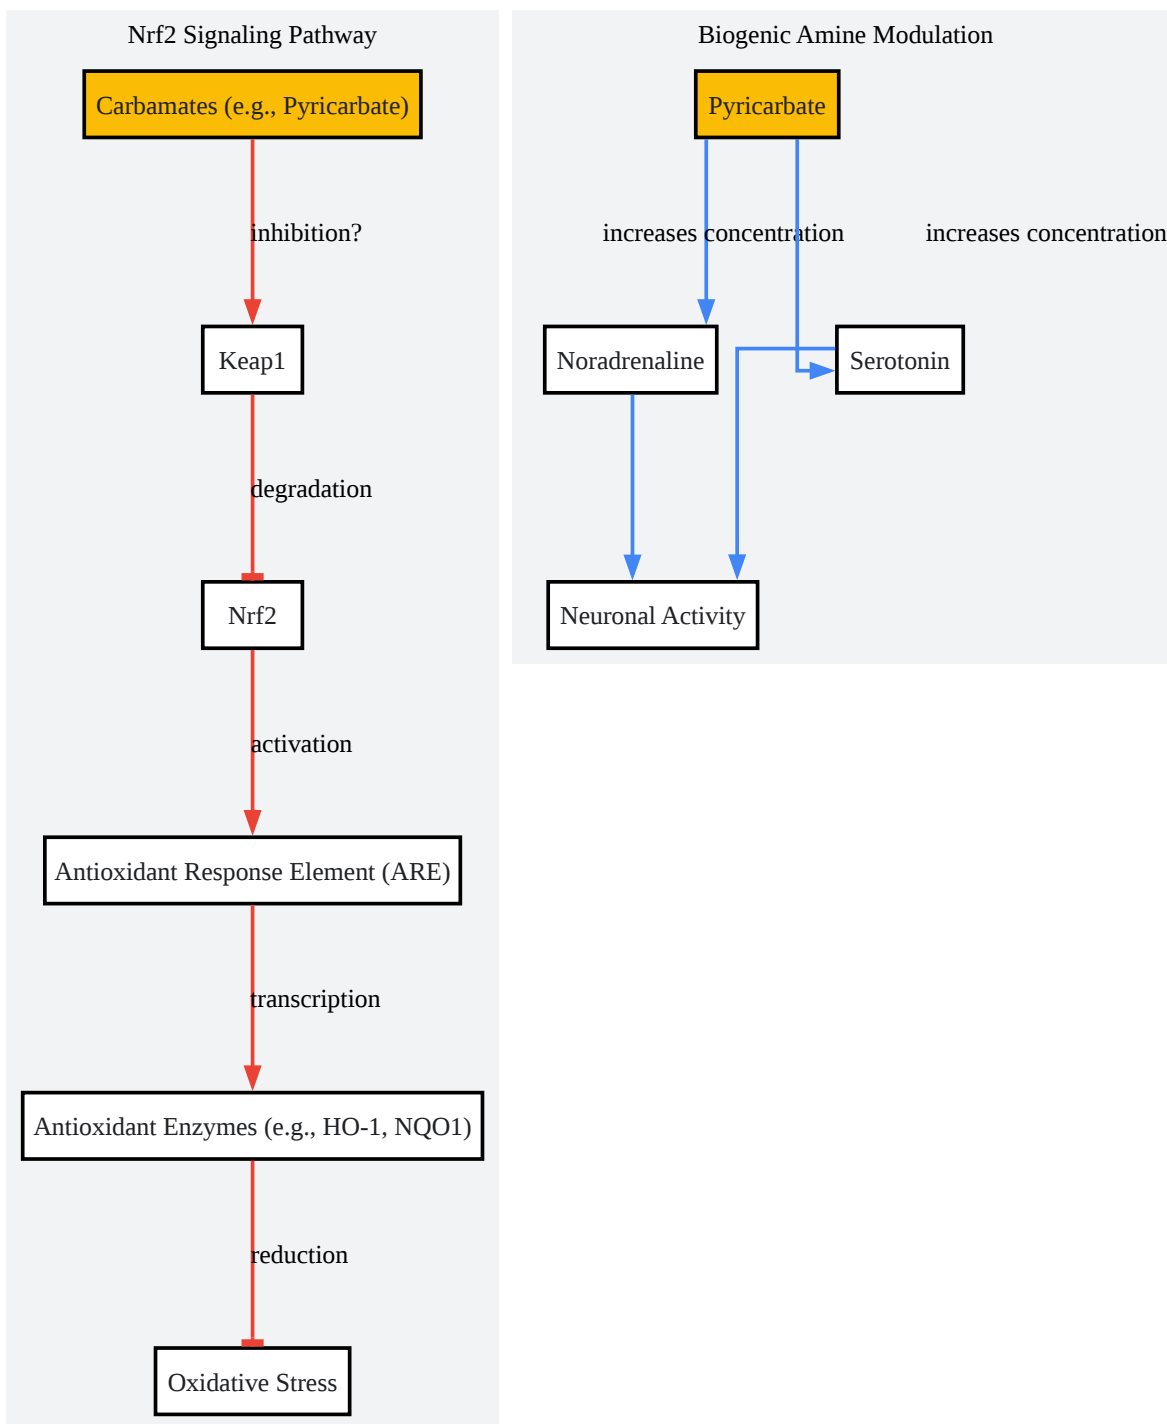 Nrf2 Signaling Pathway
Carbamates (e.g., Pyricarbate)
inhibition?
Keap1
degradation
Nrf2
activation
Antioxidant Response Element (ARE)
transcription
Antioxidant Enzymes (e.g., HO-1, NQO1)
reduction
Oxidative Stress
Biogenic Amine Modulation
Pyricarbate
increases concentration
increases concentration
Noradrenaline
Serotonin
Neuronal Activity